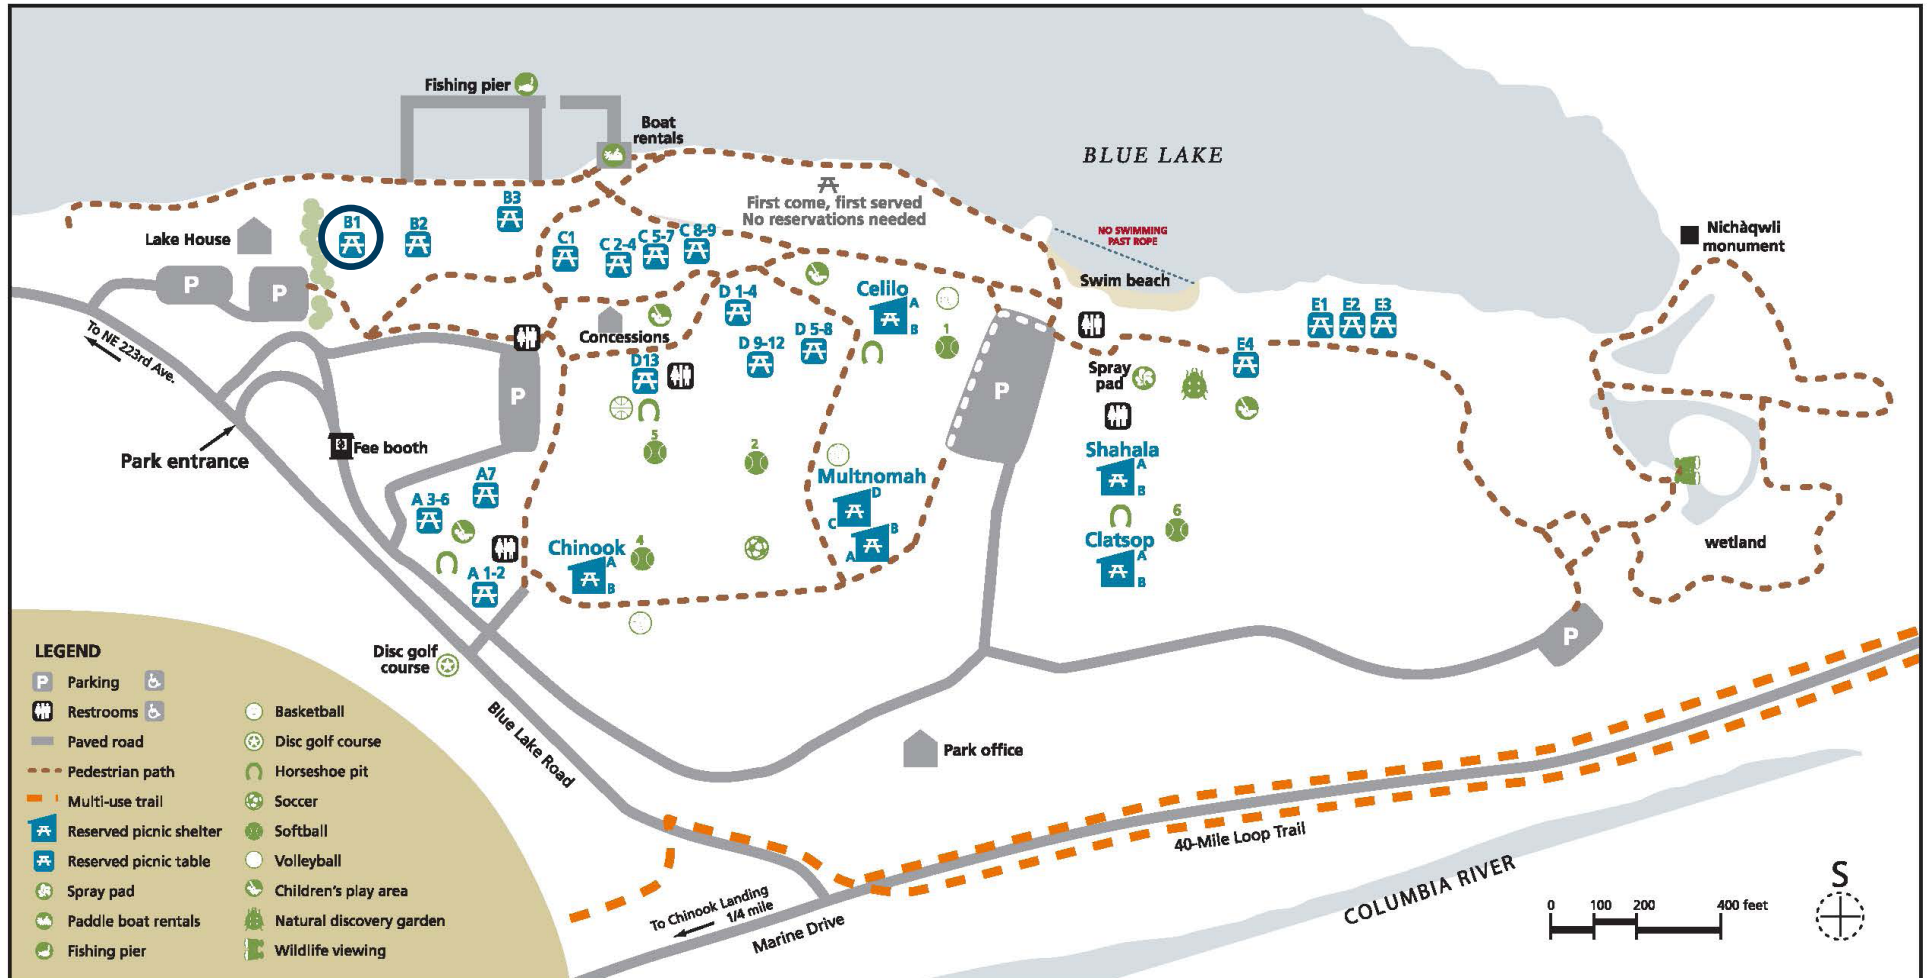 Fishing pier
Boat
rentals
BLUE LAKE
First come, first served
No reservations needed
NO SWIMMING
PAST ROPE
Swim beach
Nichàqwli
monument
Lake House
B1
B2
B3
C1
C 2-4
C 5-7
C 8-9
P
P
D 1-4
Celilo
A
B
1
E1
E2
E3
E4
To NE 223rd Ave.
Concessions
D13
D 9-12
D 5-8
P
P
Spray
pad
Park entrance
Fee booth
5
2
Multnomah
D
C
B
A
Shahala
A
B
6
Clatsop
A
B
A7
A 3-6
A 1-2
Chinook
A
B
4
wetland
P
Disc golf
course
Blue Lake Road
Park office
40-Mile Loop Trail
To Chinook Landing
1/4 mile
Marine Drive
COLUMBIA RIVER
0
100
200
400 feet
S
LEGEND
P Parking
Restrooms
Paved road
Pedestrian path
Multi-use trail
Reserved picnic shelter
Reserved picnic table
Spray pad
Paddle boat rentals
Fishing pier
Basketball
Disc golf course
Horseshoe pit
Soccer
Softball
Volleyball
Children's play area
Natural discovery garden
Wildlife viewing